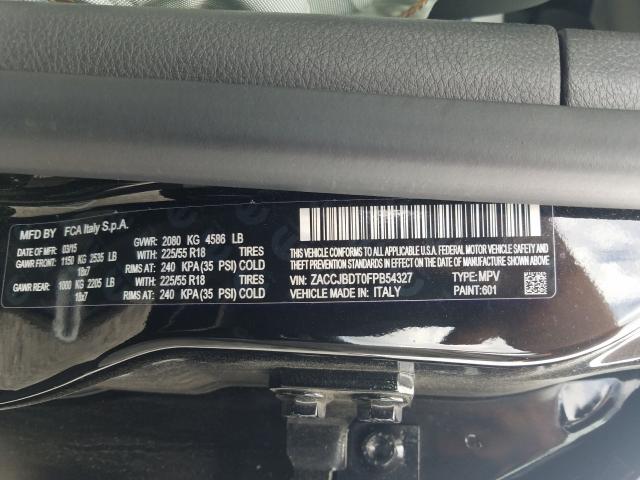 MFD BY FCA Italy S.p.A.
DATE OF MFD: 03/15 GVWR: 2080 KG 4586 LB
GAWR FRONT: 1150 KG 2535 LB WITH: 225/55 R18 TIRES
18x7 RIMS AT: 240 KPA (35 PSI) COLD
GAWR REAR: 1000 KG 2205 LB WITH: 225/55 R18 TIRES
18x7 RIMS AT: 240 KPA (35 PSI) COLD
THIS VEHICLE CONFORMS TO ALL APPLICABLE U.S.A. FEDERAL MOTOR VEHICLE
SAFETY, BUMPER, AND THEFT PREVENTION STANDARDS IN EFFECT ON THE DATE OF MANUFACTURE SHOWN ABOVE.
VIN: ZACCJBDT0FPB54327 TYPE: MPV
VEHICLE MADE IN: ITALY PAINT: 601